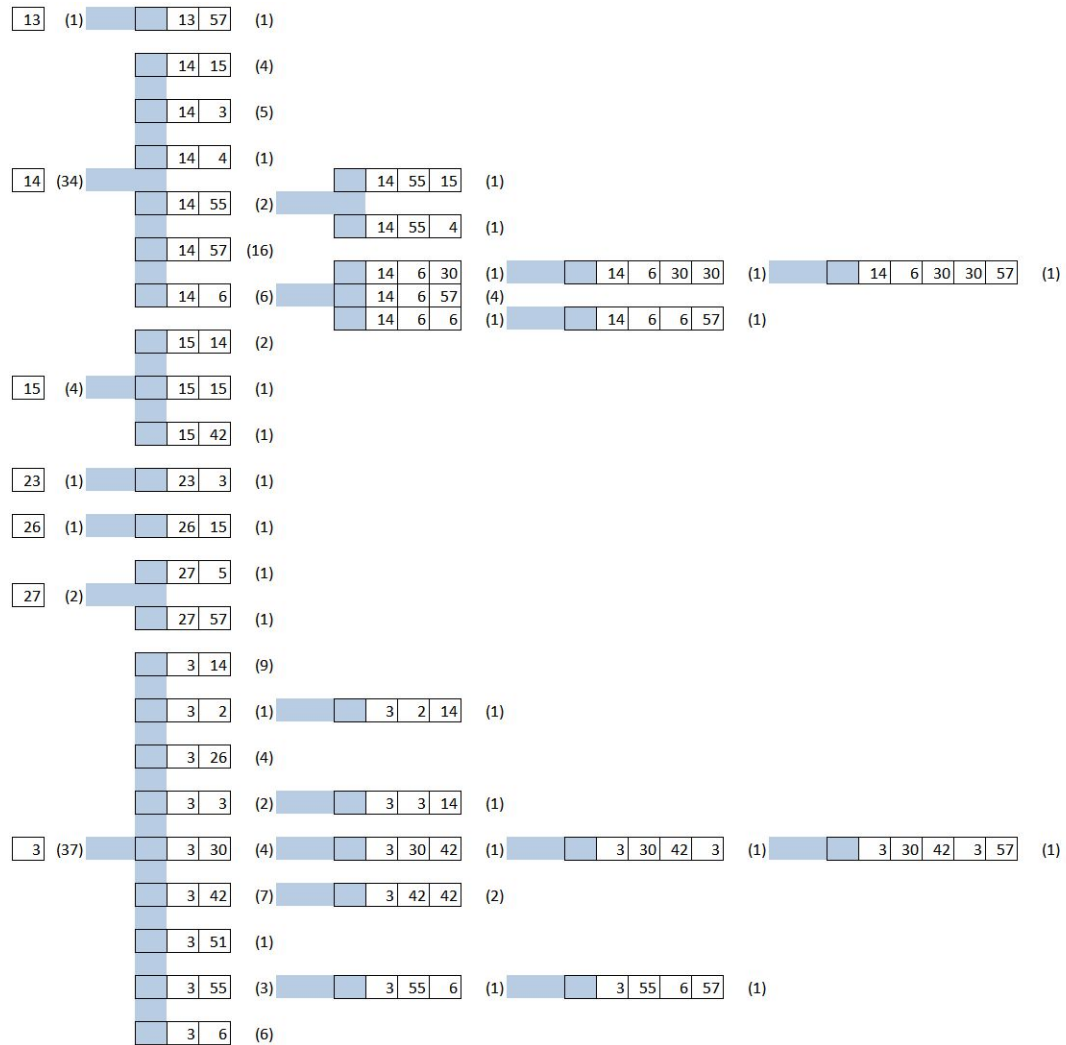 13 (1) 13 57 (1)
14 15 (4)
14 3 (5)
14 4 (1)
14 (34) 14 55 15 (1)
14 55 (2)
14 55 4 (1)
14 57 (16)
14 6 30 (1) 14 6 30 30 (1) 14 6 30 30 57 (1)
14 6 (6) 14 6 57 (4)
14 6 6 (1) 14 6 6 57 (1)
15 14 (2)
15 (4) 15 15 (1)
15 42 (1)
23 (1) 23 3 (1)
26 (1) 26 15 (1)
27 5 (1)
27 (2)
27 57 (1)
3 14 (9)
3 2 (1) 3 2 14 (1)
3 26 (4)
3 3 (2) 3 3 14 (1)
3 (37) 3 30 (4) 3 30 42 (1) 3 30 42 3 (1) 3 30 42 3 57 (1)
3 42 (7) 3 42 42 (2)
3 51 (1)
3 55 (3) 3 55 6 (1) 3 55 6 57 (1)
3 6 (6)